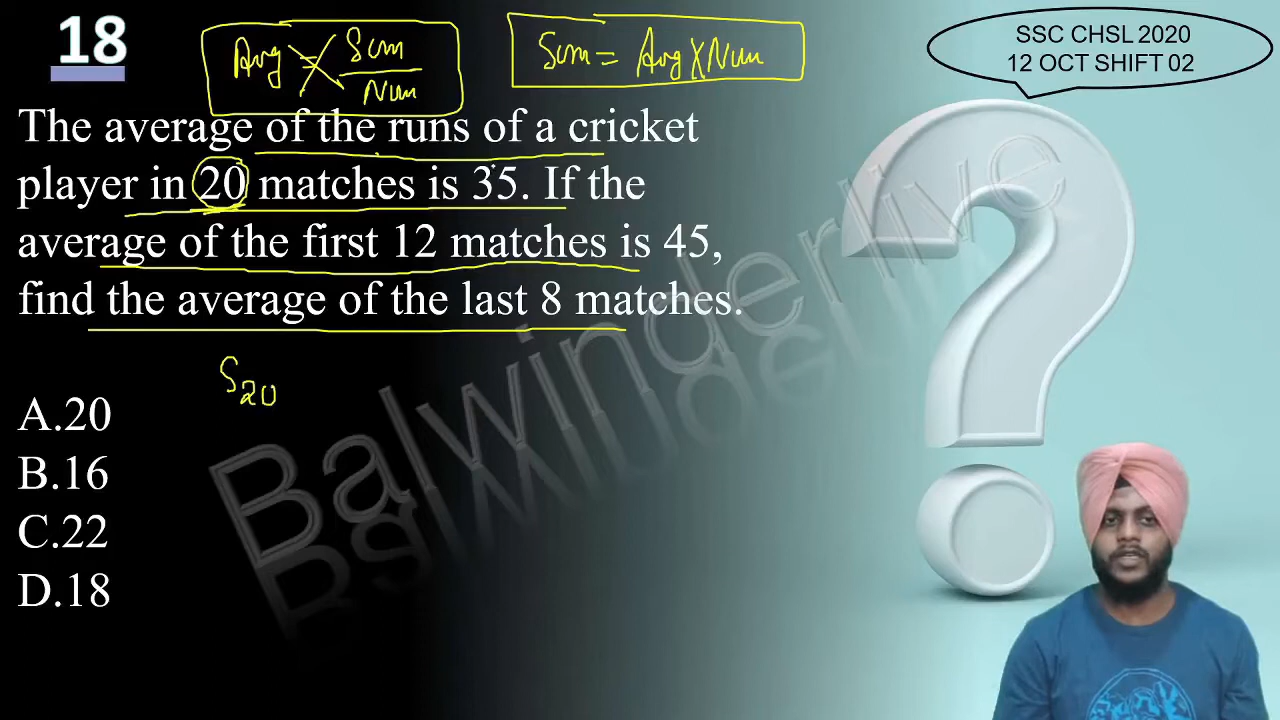 18
Avg = Sum
Num
Sum = Avg X Num
SSC CHSL 2020
12 OCT SHIFT 02
The average of the runs of a cricket
player in 20 matches is 35. If the
average of the first 12 matches is 45,
find the average of the last 8 matches.
S20
A.20
B.16
C.22
D.18
Balwinderlive